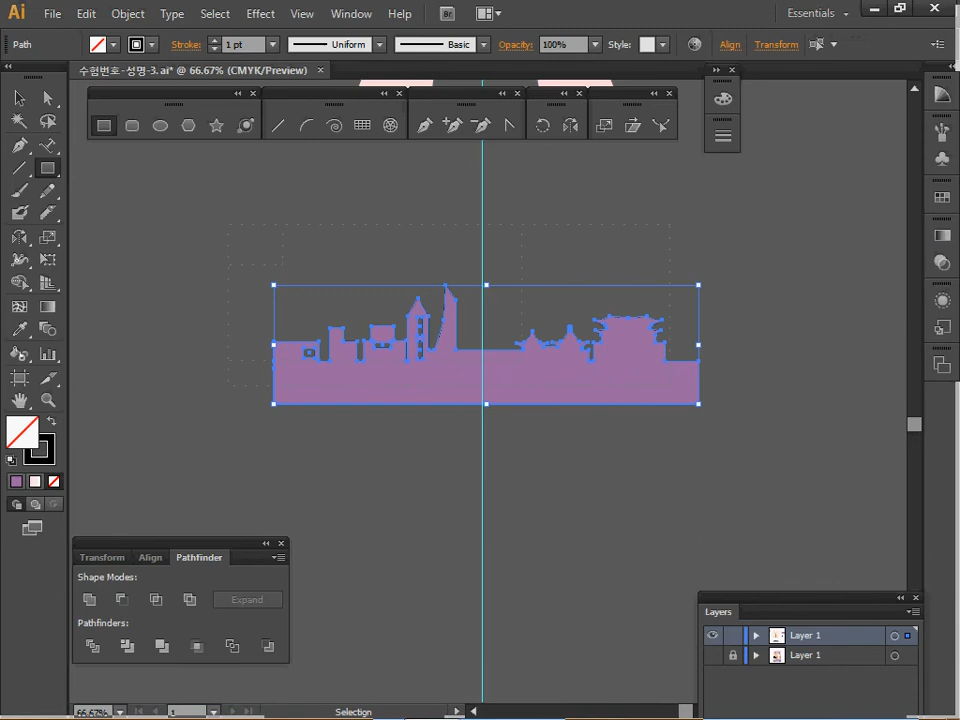 Ai File Edit Object Type Select Effect View Window Help Br Essentials
Path Stroke: 1 pt Uniform Basic Opacity: 100% Style: Align Transform
수험번호-성명-3.ai* @ 66.67% (CMYK/Preview)
Transform Align Pathfinder
Shape Modes:
Expand
Pathfinders:
Layers
Layer 1
Layer 1
66.67% 1 Selection